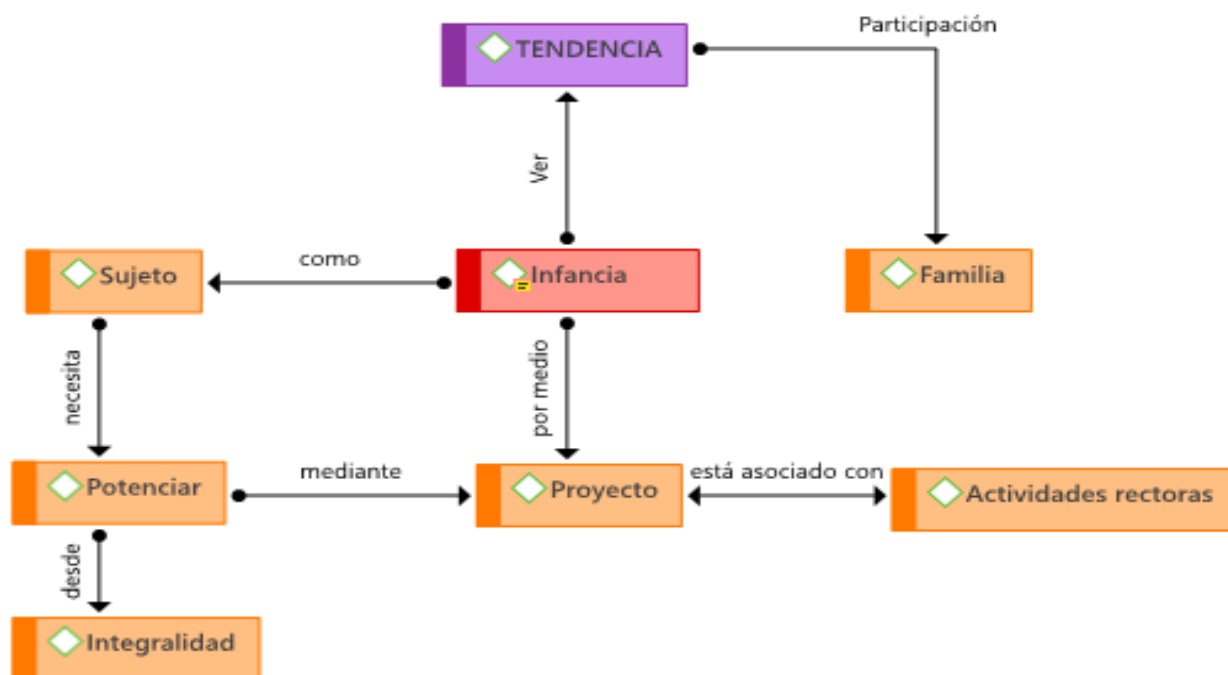 Participación
TENDENCIA
Ver
como
Sujeto
Infancia
Familia
necesita
por medio
Potenciar
mediante
Proyecto
está asociado con
Actividades rectoras
desde
Integralidad